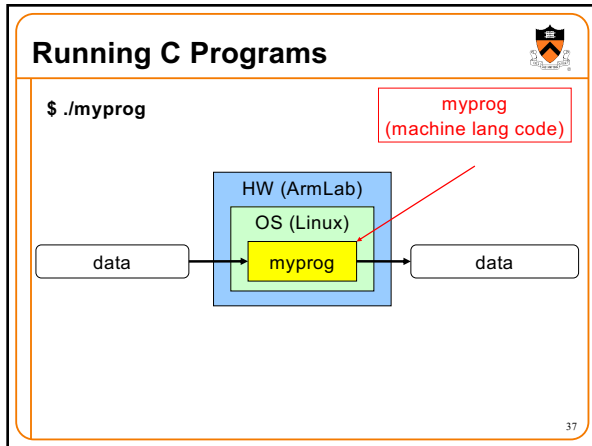 Running C Programs
$ ./myprog
myprog
(machine lang code)
HW (ArmLab)
OS (Linux)
data
myprog
data
37